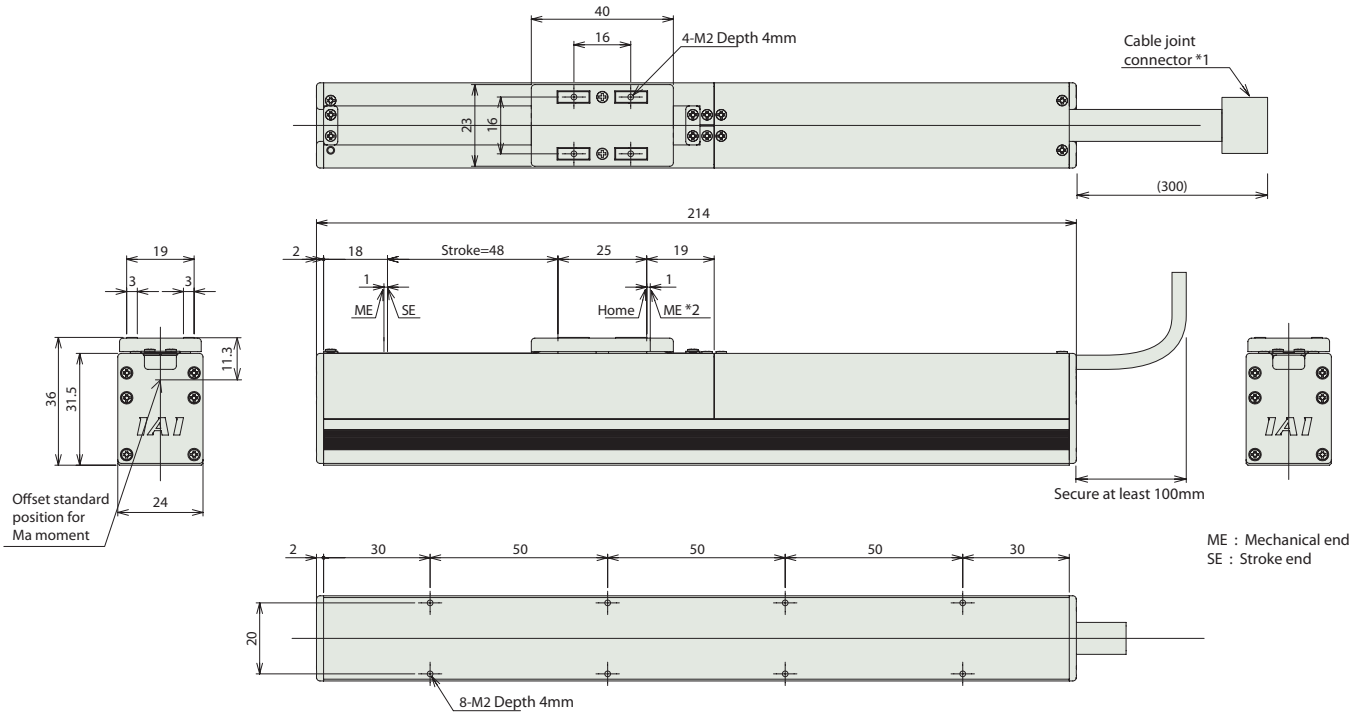 40
16
4-M2 Depth 4mm
Cable joint
connector *1
23
16
(300)
214
2
18
Stroke=48
25
19
1
1
ME
SE
Home
ME *2
19
3
3
11.3
36
31.5
IAI
24
Offset standard
position for
Ma moment
Secure at least 100mm
IAI
ME : Mechanical end
SE : Stroke end
2
30
50
50
50
30
20
8-M2 Depth 4mm